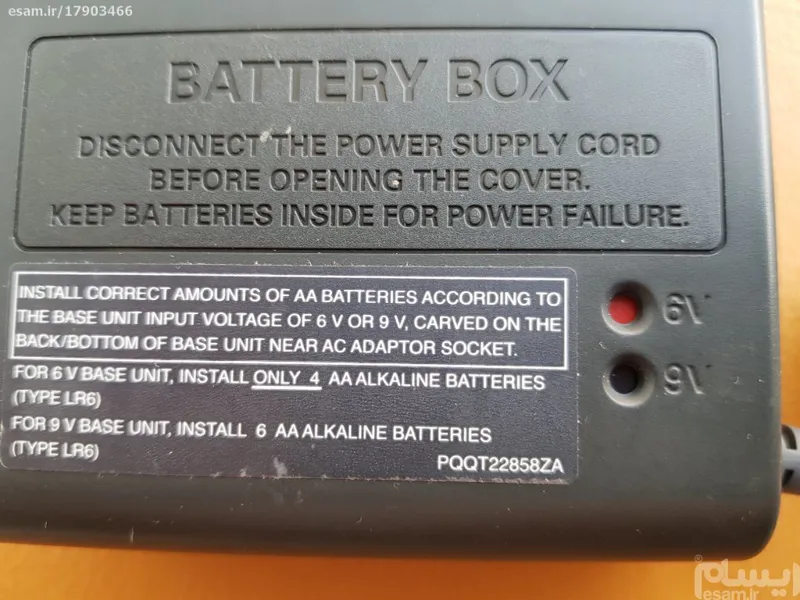 esam.ir/17903466
BATTERY BOX
DISCONNECT THE POWER SUPPLY CORD
BEFORE OPENING THE COVER.
KEEP BATTERIES INSIDE FOR POWER FAILURE.
INSTALL CORRECT AMOUNTS OF AA BATTERIES ACCORDING TO
THE BASE UNIT INPUT VOLTAGE OF 6 V OR 9 V, CARVED ON THE
BACK/BOTTOM OF BASE UNIT NEAR AC ADAPTOR SOCKET.
FOR 6 V BASE UNIT, INSTALL ONLY 4 AA ALKALINE BATTERIES
(TYPE LR6)
FOR 9 V BASE UNIT, INSTALL 6 AA ALKALINE BATTERIES
(TYPE LR6)
PQQT22858ZA
6V
9V
ایسام
esam.ir